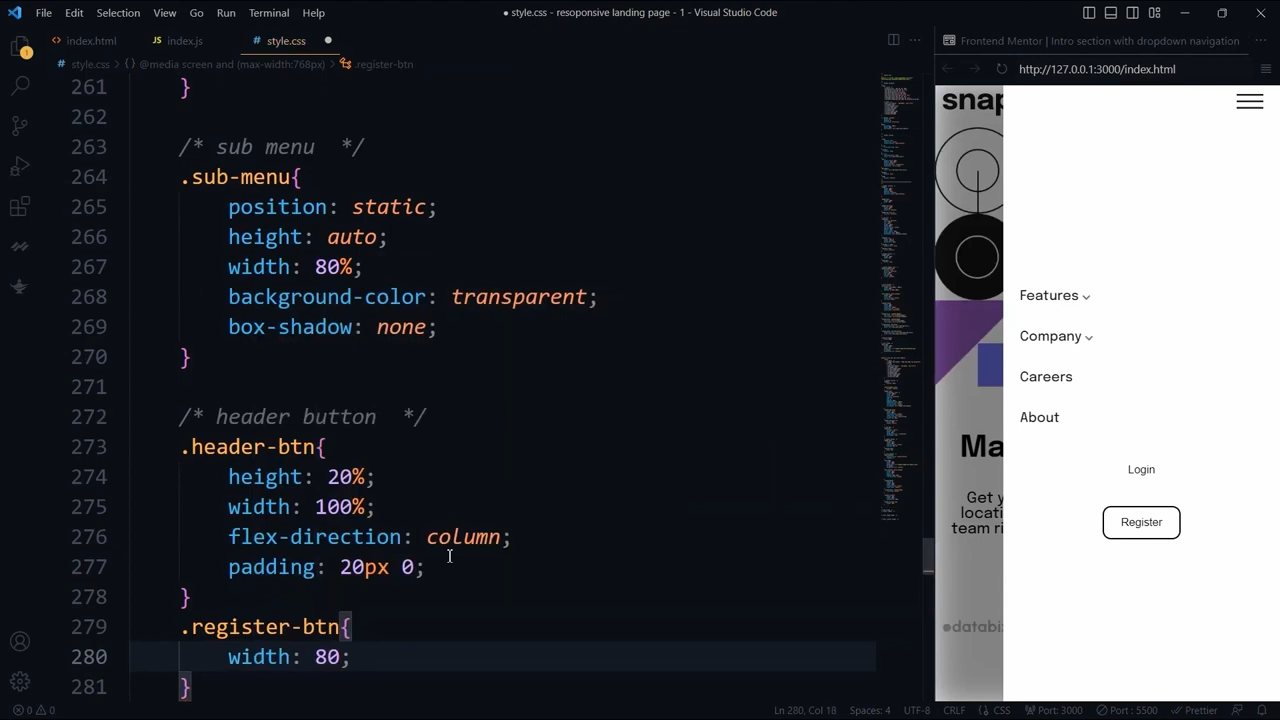 File Edit Selection View Go Run Terminal Help
● style.css - resoponsive landing page - 1 - Visual Studio Code
index.html
JS index.js
style.css ●
Frontend Mentor | Intro section with dropdown navigation
style.css > {} @media screen and (max-width:768px) > .register-btn
http://127.0.0.1:3000/index.html
1
261 }
262
263 /* sub menu  */
264 .sub-menu{
265 position: static;
266 height: auto;
267 width: 80%;
268 background-color: transparent;
269 box-shadow: none;
270 }
271
272 /* header button  */
273 .header-btn{
274 height: 20%;
275 width: 100%;
276 flex-direction: column;
277 padding: 20px 0;
278 }
279 .register-btn{
280 width: 80;
281 }
snap
Features
Company
Careers
About
Login
Register
Ma
Get y
locati
team ri
databi
0 0
Ln 280, Col 18 Spaces: 4 UTF-8 CRLF {} CSS Port: 3000 Port : 5500 Prettier